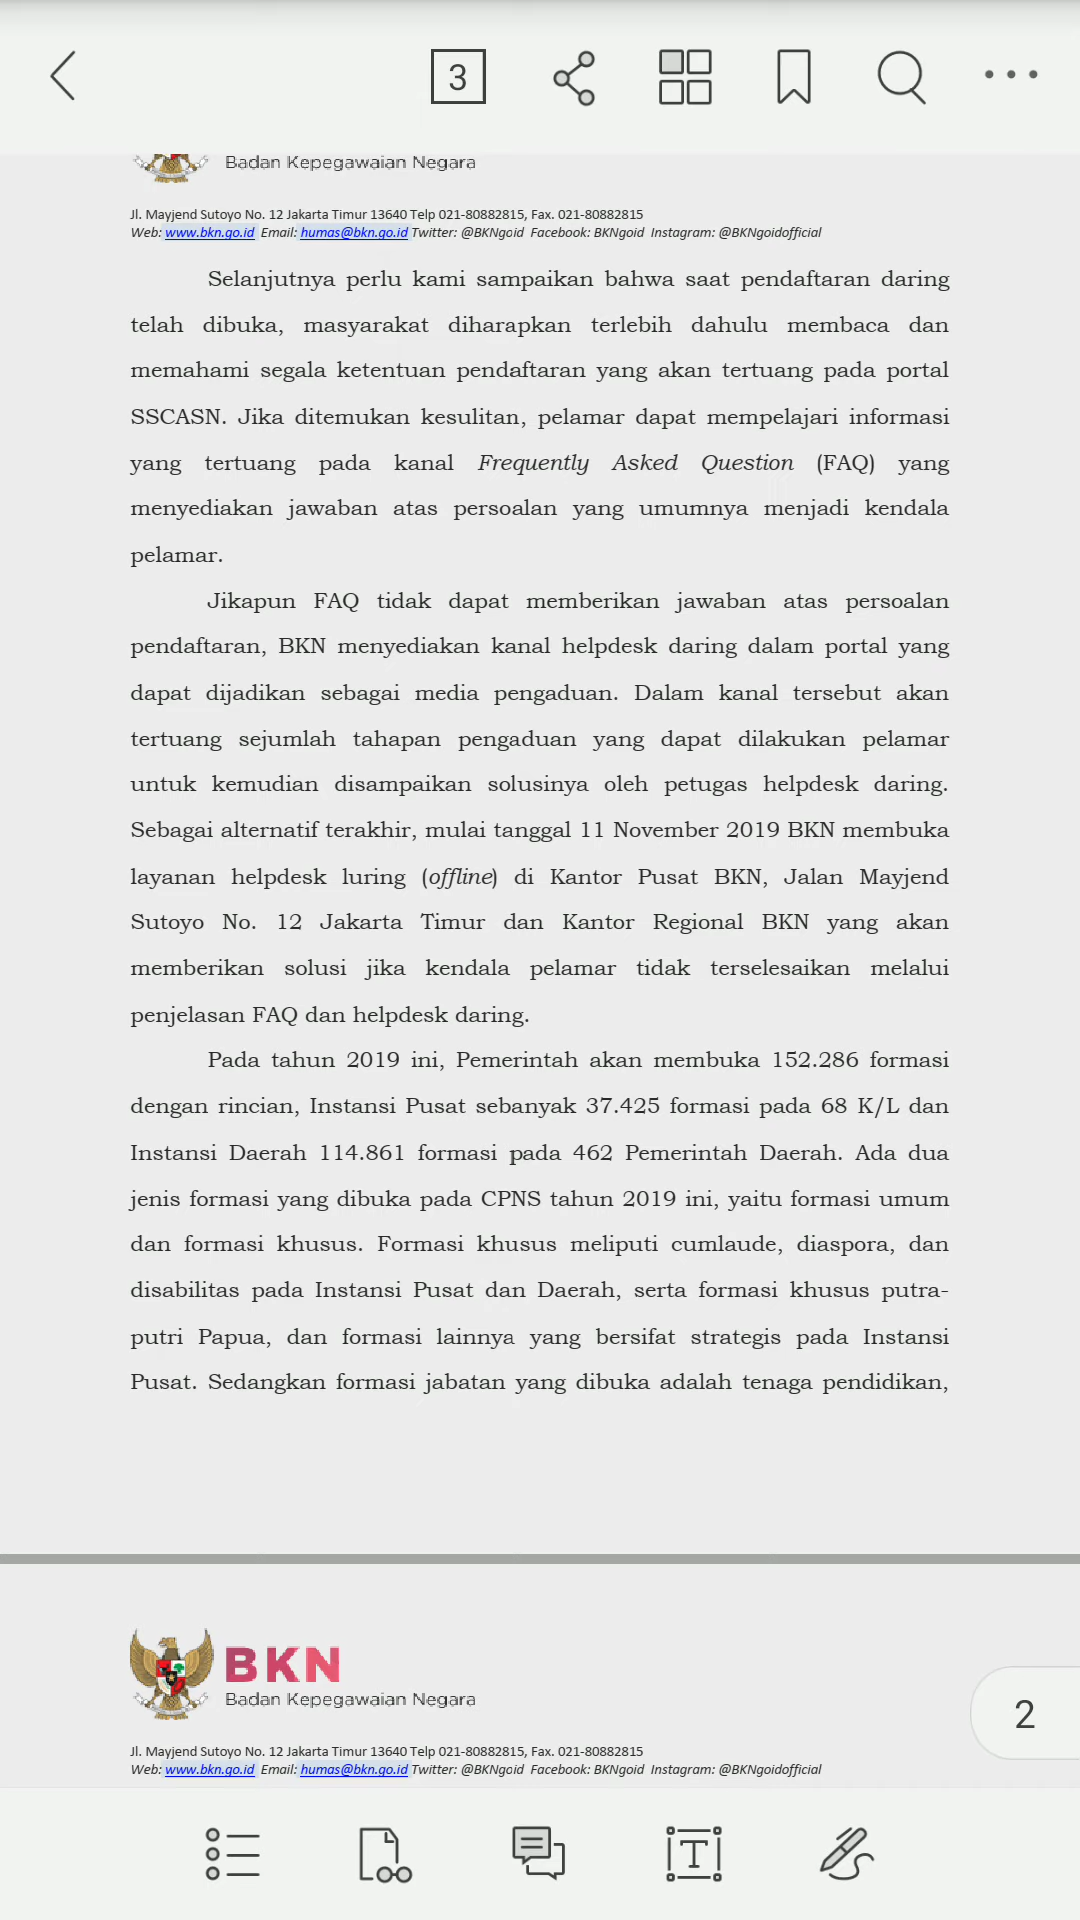 3
Badan Kepegawaian Negara
Jl. Mayjend Sutoyo No. 12 Jakarta Timur 13640 Telp 021-80882815, Fax. 021-80882815
Web: www.bkn.go.id Email: humas@bkn.go.id Twitter: @BKNgoid Facebook: BKNgoid Instagram: @BKNgoidofficial
Selanjutnya perlu kami sampaikan bahwa saat pendaftaran daring
telah dibuka, masyarakat diharapkan terlebih dahulu membaca dan
memahami segala ketentuan pendaftaran yang akan tertuang pada portal
SSCASN. Jika ditemukan kesulitan, pelamar dapat mempelajari informasi
yang tertuang pada kanal Frequently Asked Question (FAQ) yang
menyediakan jawaban atas persoalan yang umumnya menjadi kendala
pelamar.
Jikapun FAQ tidak dapat memberikan jawaban atas persoalan
pendaftaran, BKN menyediakan kanal helpdesk daring dalam portal yang
dapat dijadikan sebagai media pengaduan. Dalam kanal tersebut akan
tertuang sejumlah tahapan pengaduan yang dapat dilakukan pelamar
untuk kemudian disampaikan solusinya oleh petugas helpdesk daring.
Sebagai alternatif terakhir, mulai tanggal 11 November 2019 BKN membuka
layanan helpdesk luring (offline) di Kantor Pusat BKN, Jalan Mayjend
Sutoyo No. 12 Jakarta Timur dan Kantor Regional BKN yang akan
memberikan solusi jika kendala pelamar tidak terselesaikan melalui
penjelasan FAQ dan helpdesk daring.
Pada tahun 2019 ini, Pemerintah akan membuka 152.286 formasi
dengan rincian, Instansi Pusat sebanyak 37.425 formasi pada 68 K/L dan
Instansi Daerah 114.861 formasi pada 462 Pemerintah Daerah. Ada dua
jenis formasi yang dibuka pada CPNS tahun 2019 ini, yaitu formasi umum
dan formasi khusus. Formasi khusus meliputi cumlaude, diaspora, dan
disabilitas pada Instansi Pusat dan Daerah, serta formasi khusus putra-
putri Papua, dan formasi lainnya yang bersifat strategis pada Instansi
Pusat. Sedangkan formasi jabatan yang dibuka adalah tenaga pendidikan,
BKN
Badan Kepegawaian Negara
2
Jl. Mayjend Sutoyo No. 12 Jakarta Timur 13640 Telp 021-80882815, Fax. 021-80882815
Web: www.bkn.go.id Email: humas@bkn.go.id Twitter: @BKNgoid Facebook: BKNgoid Instagram: @BKNgoidofficial
T